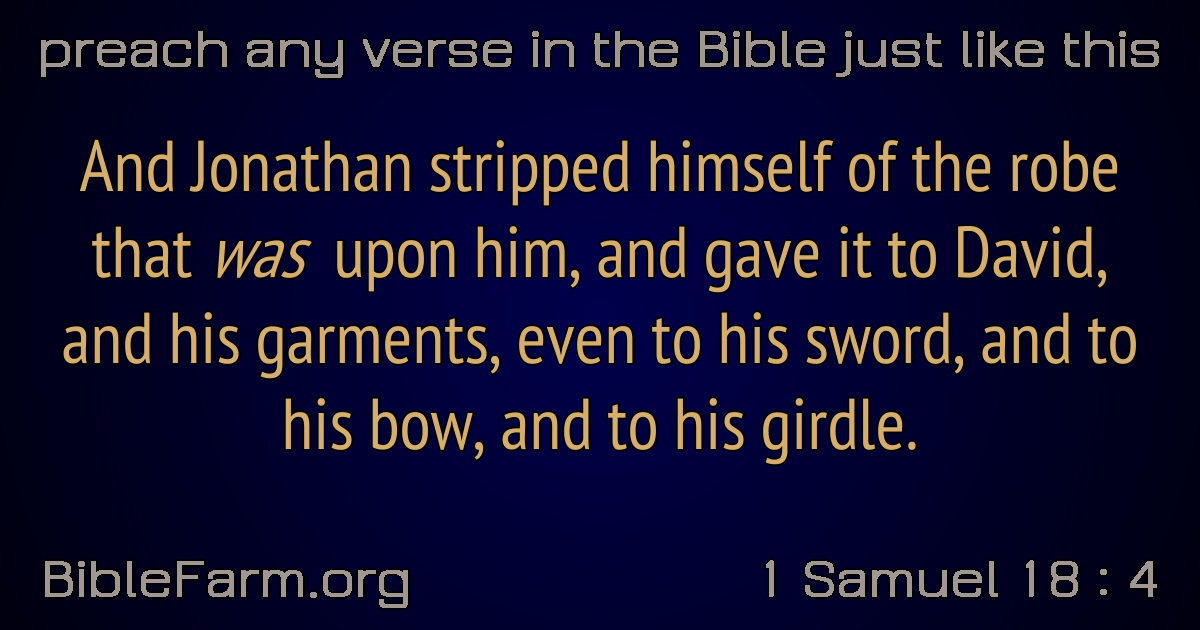 preach any verse in the Bible just like this
And Jonathan stripped himself of the robe
that was upon him, and gave it to David,
and his garments, even to his sword, and to
his bow, and to his girdle.
BibleFarm.org
1 Samuel 18 : 4